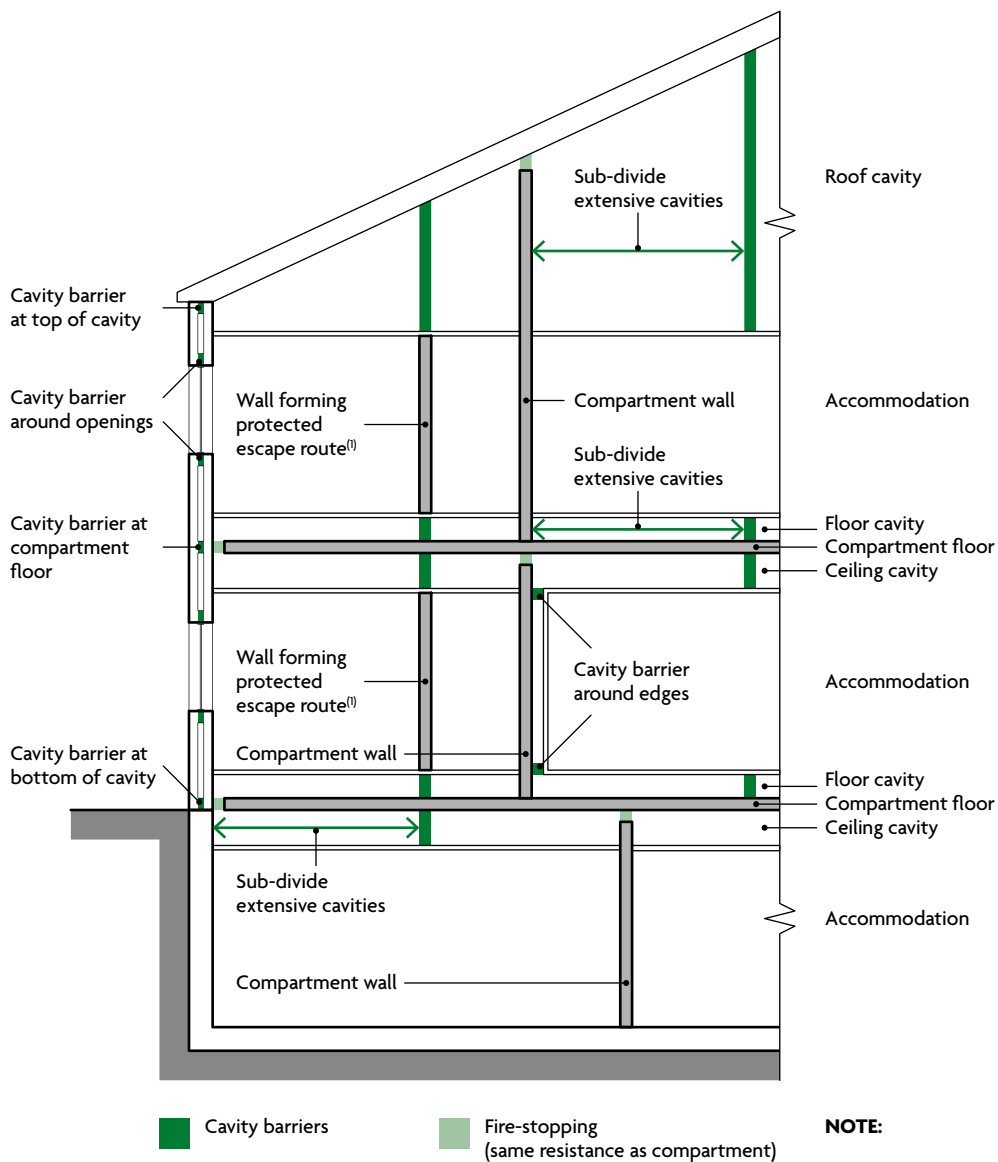 Sub-divide
extensive cavities
Roof cavity
Cavity barrier
at top of cavity
Cavity barrier
around openings
Wall forming
protected
escape route(1)
Compartment wall
Accommodation
Sub-divide
extensive cavities
Cavity barrier at
compartment
floor
Floor cavity
Compartment floor
Ceiling cavity
Wall forming
protected
escape route(1)
Cavity barrier
around edges
Accommodation
Compartment wall
Cavity barrier at
bottom of cavity
Floor cavity
Compartment floor
Ceiling cavity
Sub-divide
extensive cavities
Accommodation
Compartment wall
Cavity barriers
Fire-stopping
(same resistance as compartment)
NOTE: